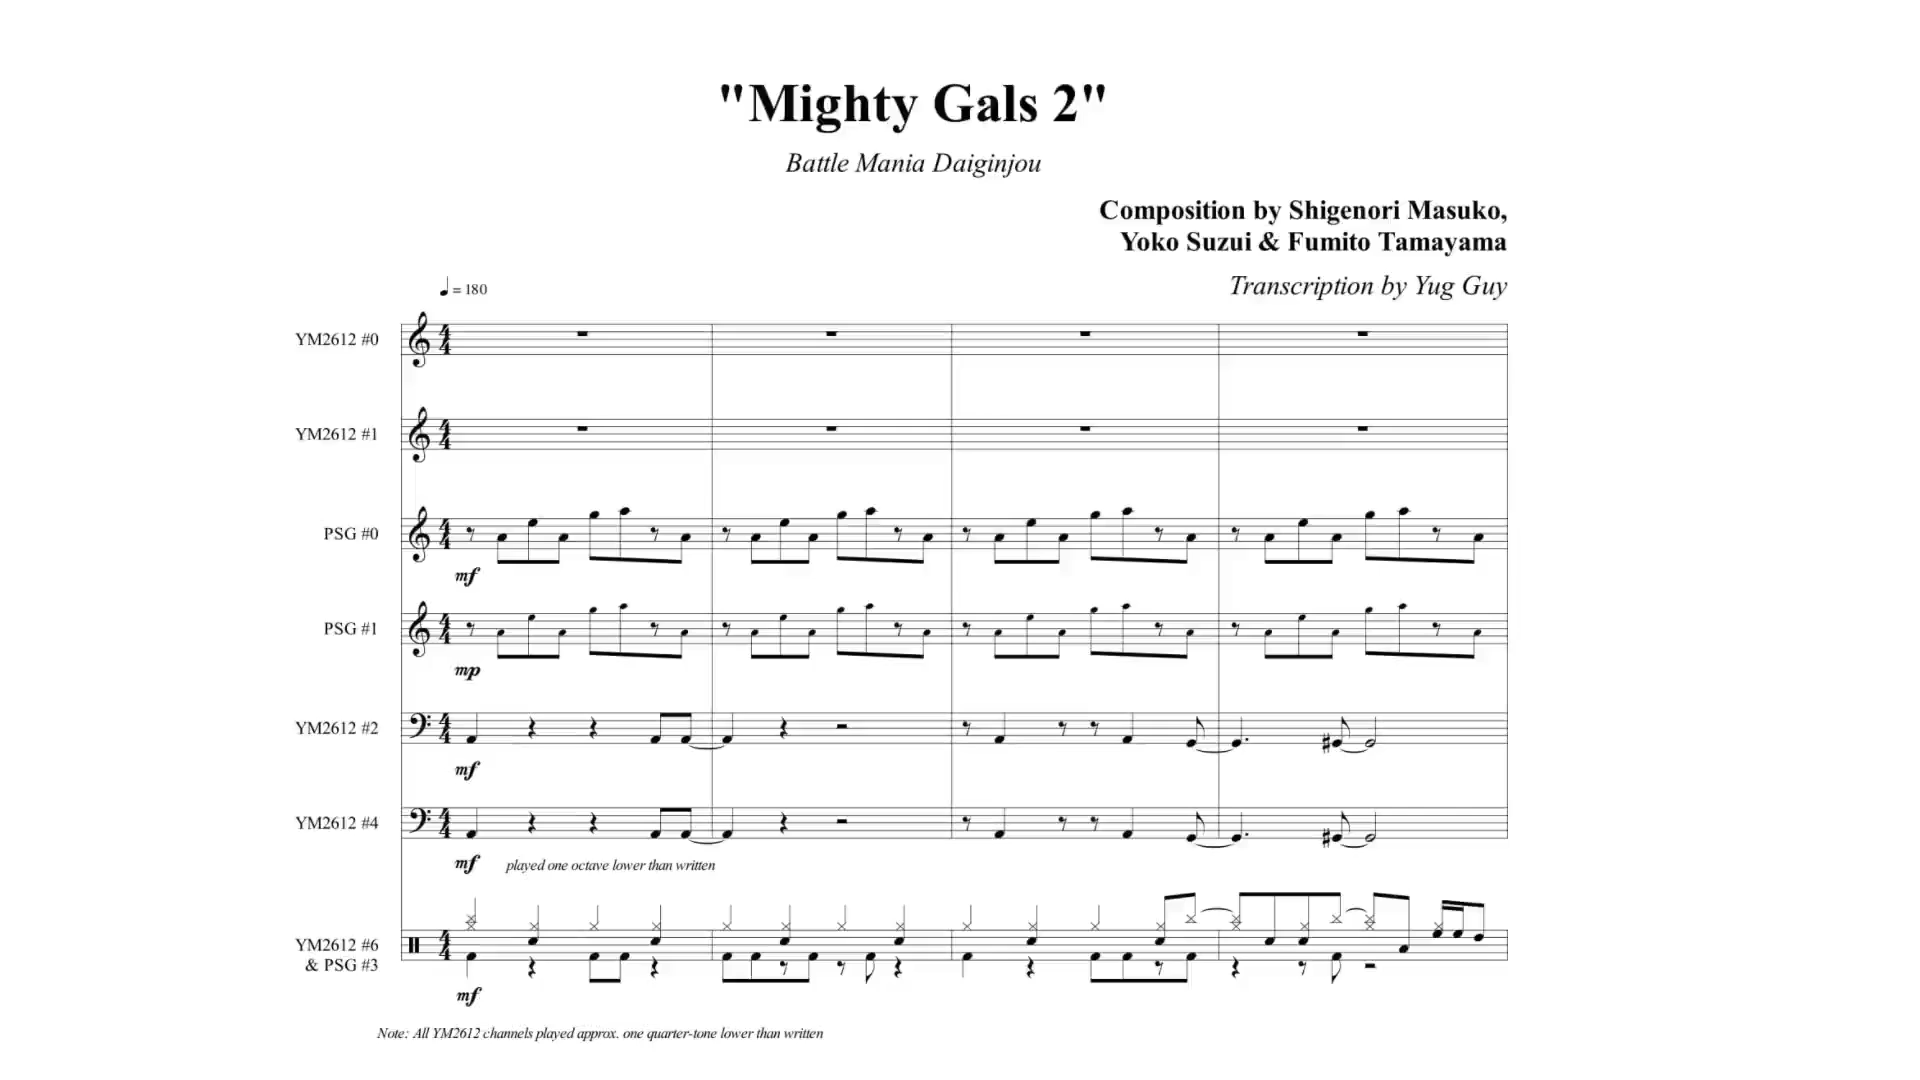 "Mighty Gals 2"
Battle Mania Daiginjou
Composition by Shigenori Masuko,
Yoko Suzui & Fumito Tamayama
Transcription by Yug Guy
♩ = 180
YM2612 #0
YM2612 #1
PSG #0
mf
PSG #1
mp
YM2612 #2
mf
YM2612 #4
mf played one octave lower than written
YM2612 #6
& PSG #3
mf
Note: All YM2612 channels played approx. one quarter-tone lower than written